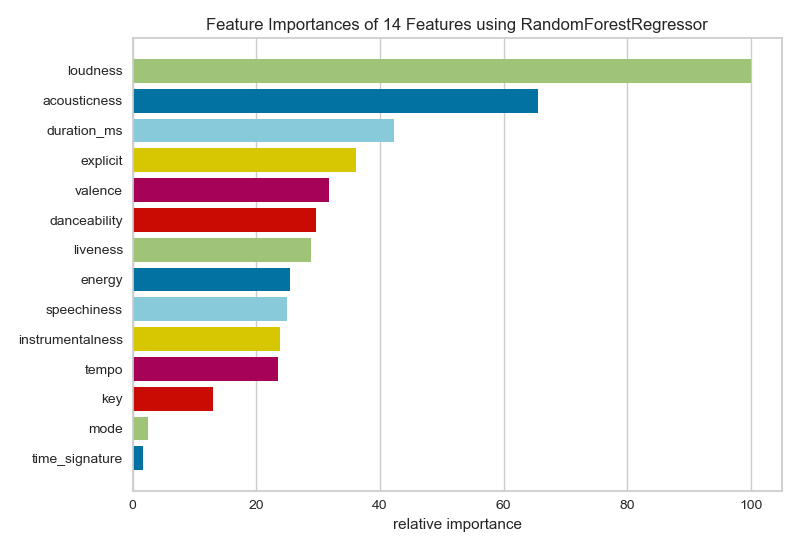 Feature Importances of 14 Features using RandomForestRegressor
loudness
acousticness
duration_ms
explicit
valence
danceability
liveness
energy
speechiness
instrumentalness
tempo
key
mode
time_signature
0 20 40 60 80 100
relative importance